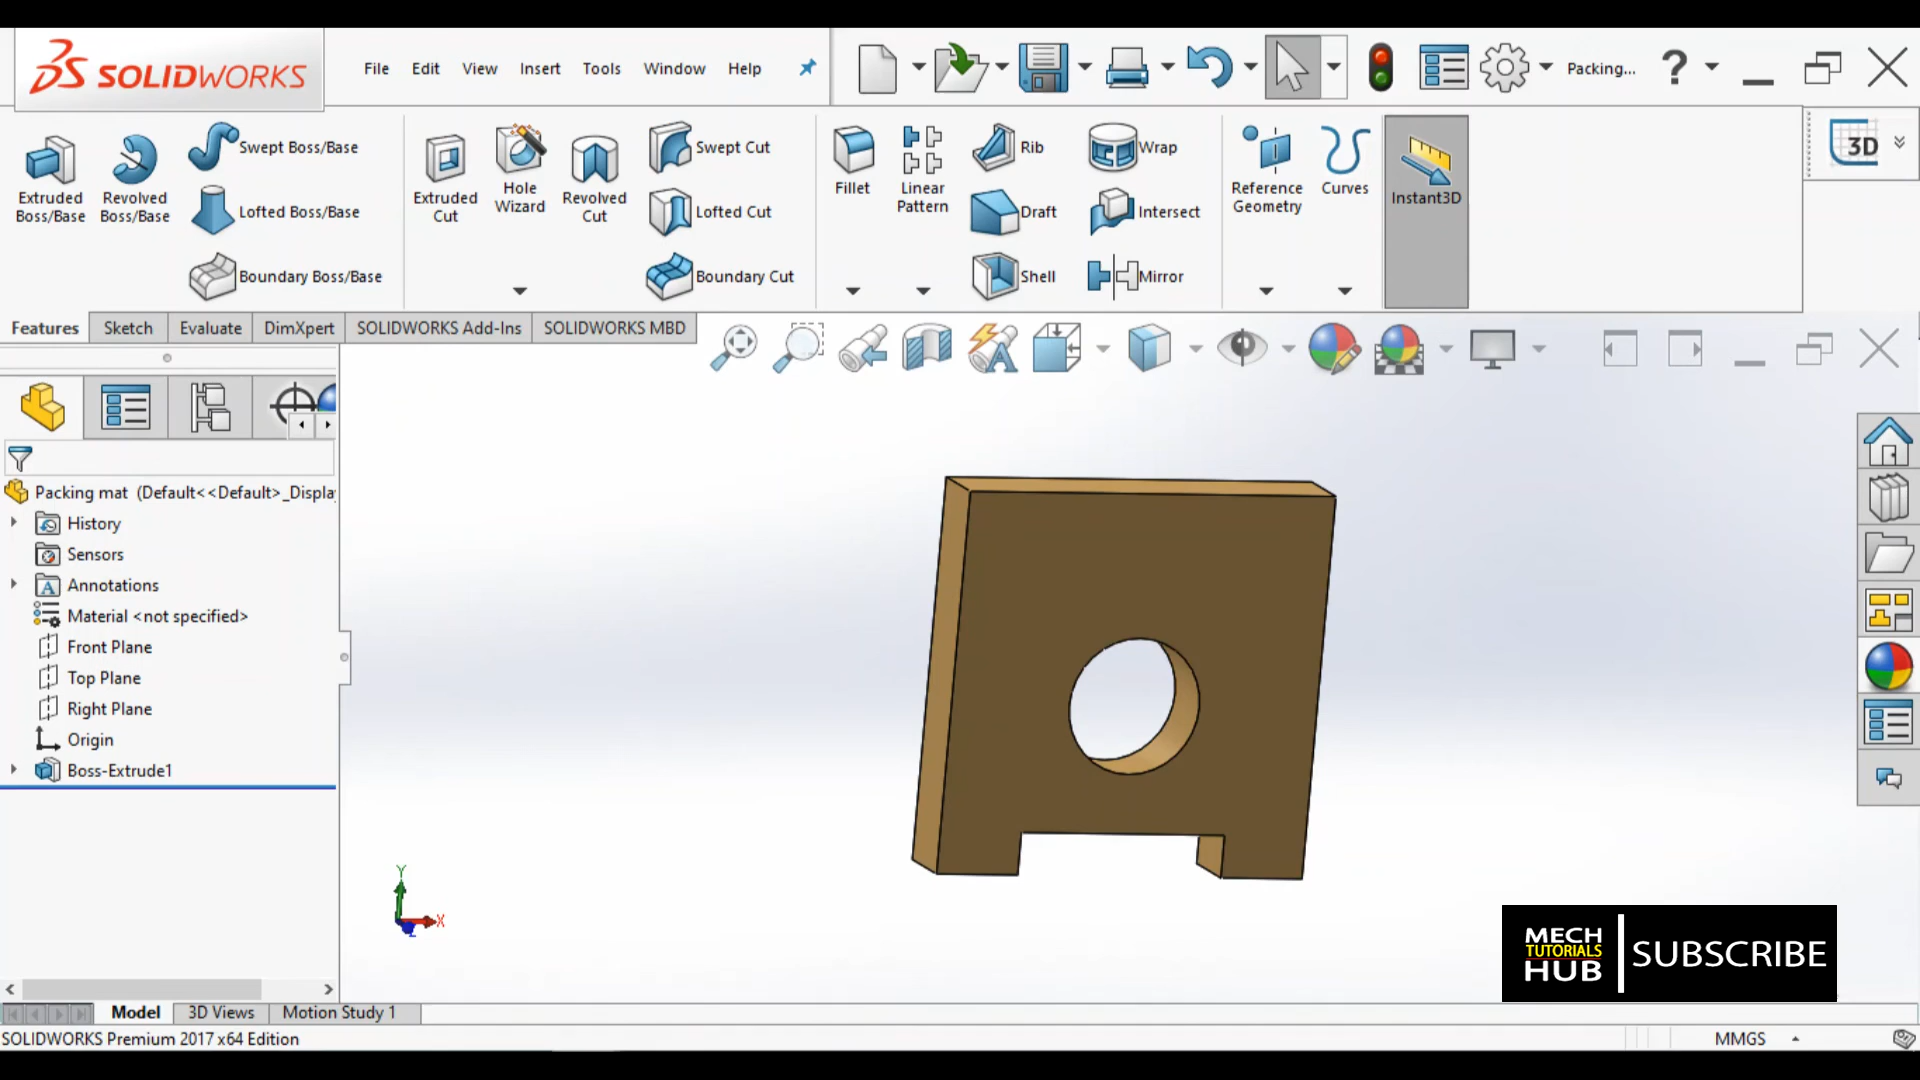 SOLIDWORKS
File Edit View Insert Tools Window Help
Packing... ?
Extruded Boss/Base
Revolved Boss/Base
Swept Boss/Base
Lofted Boss/Base
Boundary Boss/Base
Extruded Cut
Hole Wizard
Revolved Cut
Swept Cut
Lofted Cut
Boundary Cut
Fillet
Linear Pattern
Rib
Draft
Shell
Wrap
Intersect
Mirror
Reference Geometry
Curves
Instant3D
3D
Features Sketch Evaluate DimXpert SOLIDWORKS Add-Ins SOLIDWORKS MBD
Packing mat (Default<<Default>_Displa
History
Sensors
Annotations
Material <not specified>
Front Plane
Top Plane
Right Plane
Origin
Boss-Extrude1
Y
X
Z
MECH
TUTORIALS
HUB
SUBSCRIBE
Model 3D Views Motion Study 1
SOLIDWORKS Premium 2017 x64 Edition
MMGS